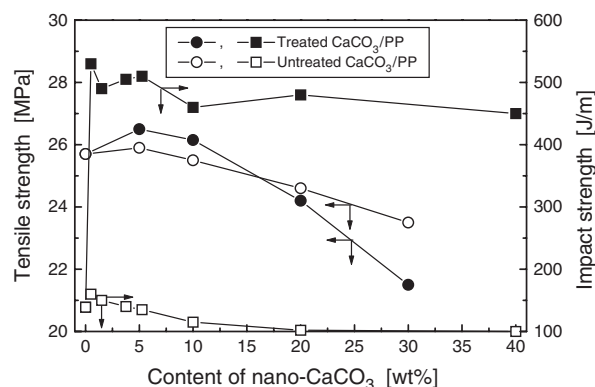 30
28
26
24
22
20
Tensile strength [MPa]
, Treated CaCO₃/PP
, Untreated CaCO₃/PP
600
500
400
300
200
100
Impact strength [J/m]
0 5 10 15 20 25 30 35 40
Content of nano-CaCO₃ [wt%]